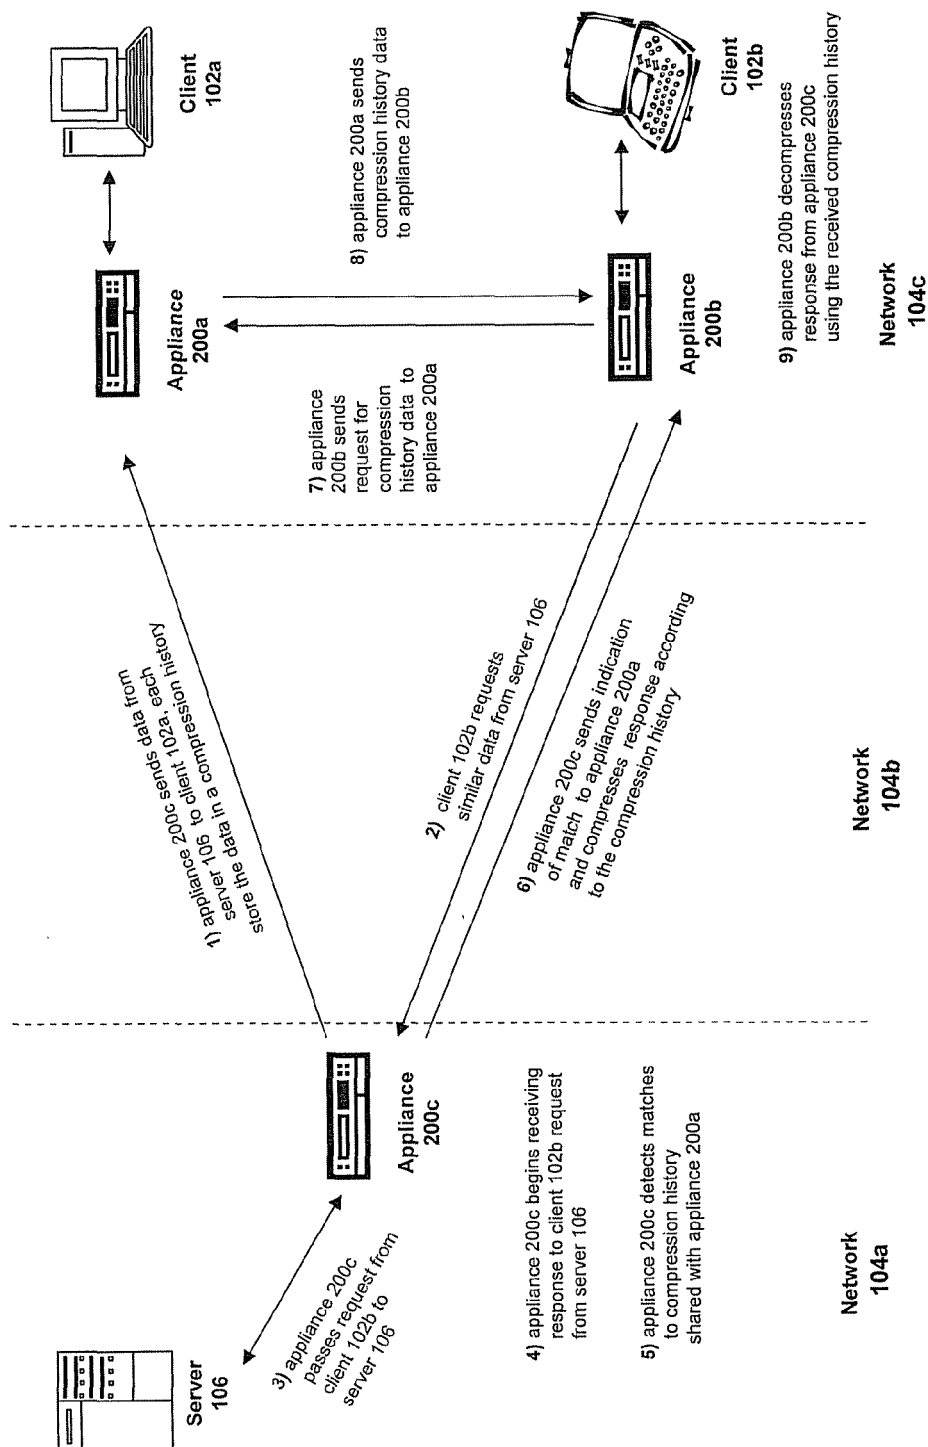 Server
106
3) appliance 200c
passes request from
client 102b to
server 106
Appliance
200c
4) appliance 200c begins receiving
response to client 102b request
from server 106
5) appliance 200c detects matches
to compression history
shared with appliance 200a
Network
104a
1) appliance 200c sends data from
server 106 to client 102a, each
store the data in a compression history
2) client 102b requests
similar data from server 106
6) appliance 200c sends indication
of match to appliance 200a
and compresses response according
to the compression history
Network
104b
Client
102a
Appliance
200a
8) appliance 200a sends
compression history data
to appliance 200b
7) appliance
200b sends
request for
compression
history data to
appliance 200a
Client
102b
Appliance
200b
9) appliance 200b decompresses
response from appliance 200c
using the received compression history
Network
104c